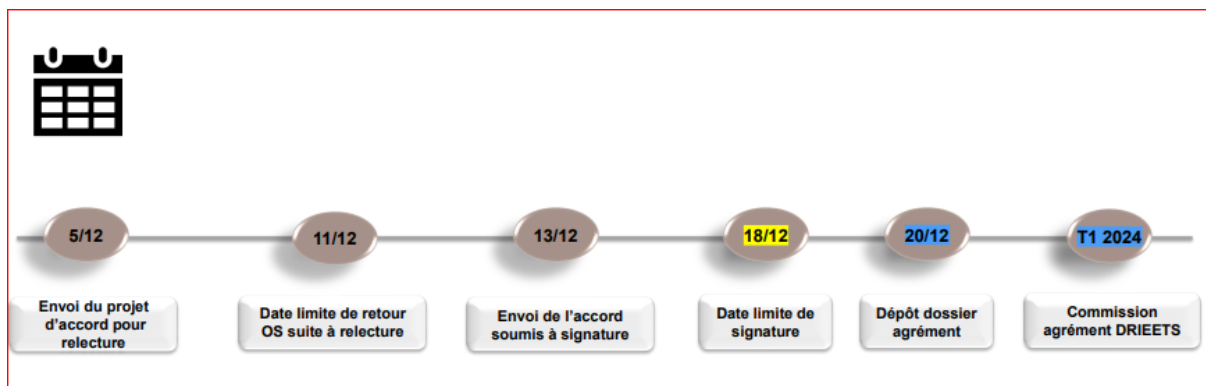 5/12
11/12
13/12
18/12
20/12
T1 2024
Envoi du projet
d'accord pour
relecture
Date limite de retour
OS suite à relecture
Envoi de l'accord
soumis à signature
Date limite de
signature
Dépôt dossier
agrément
Commission
agrément DRIEETS